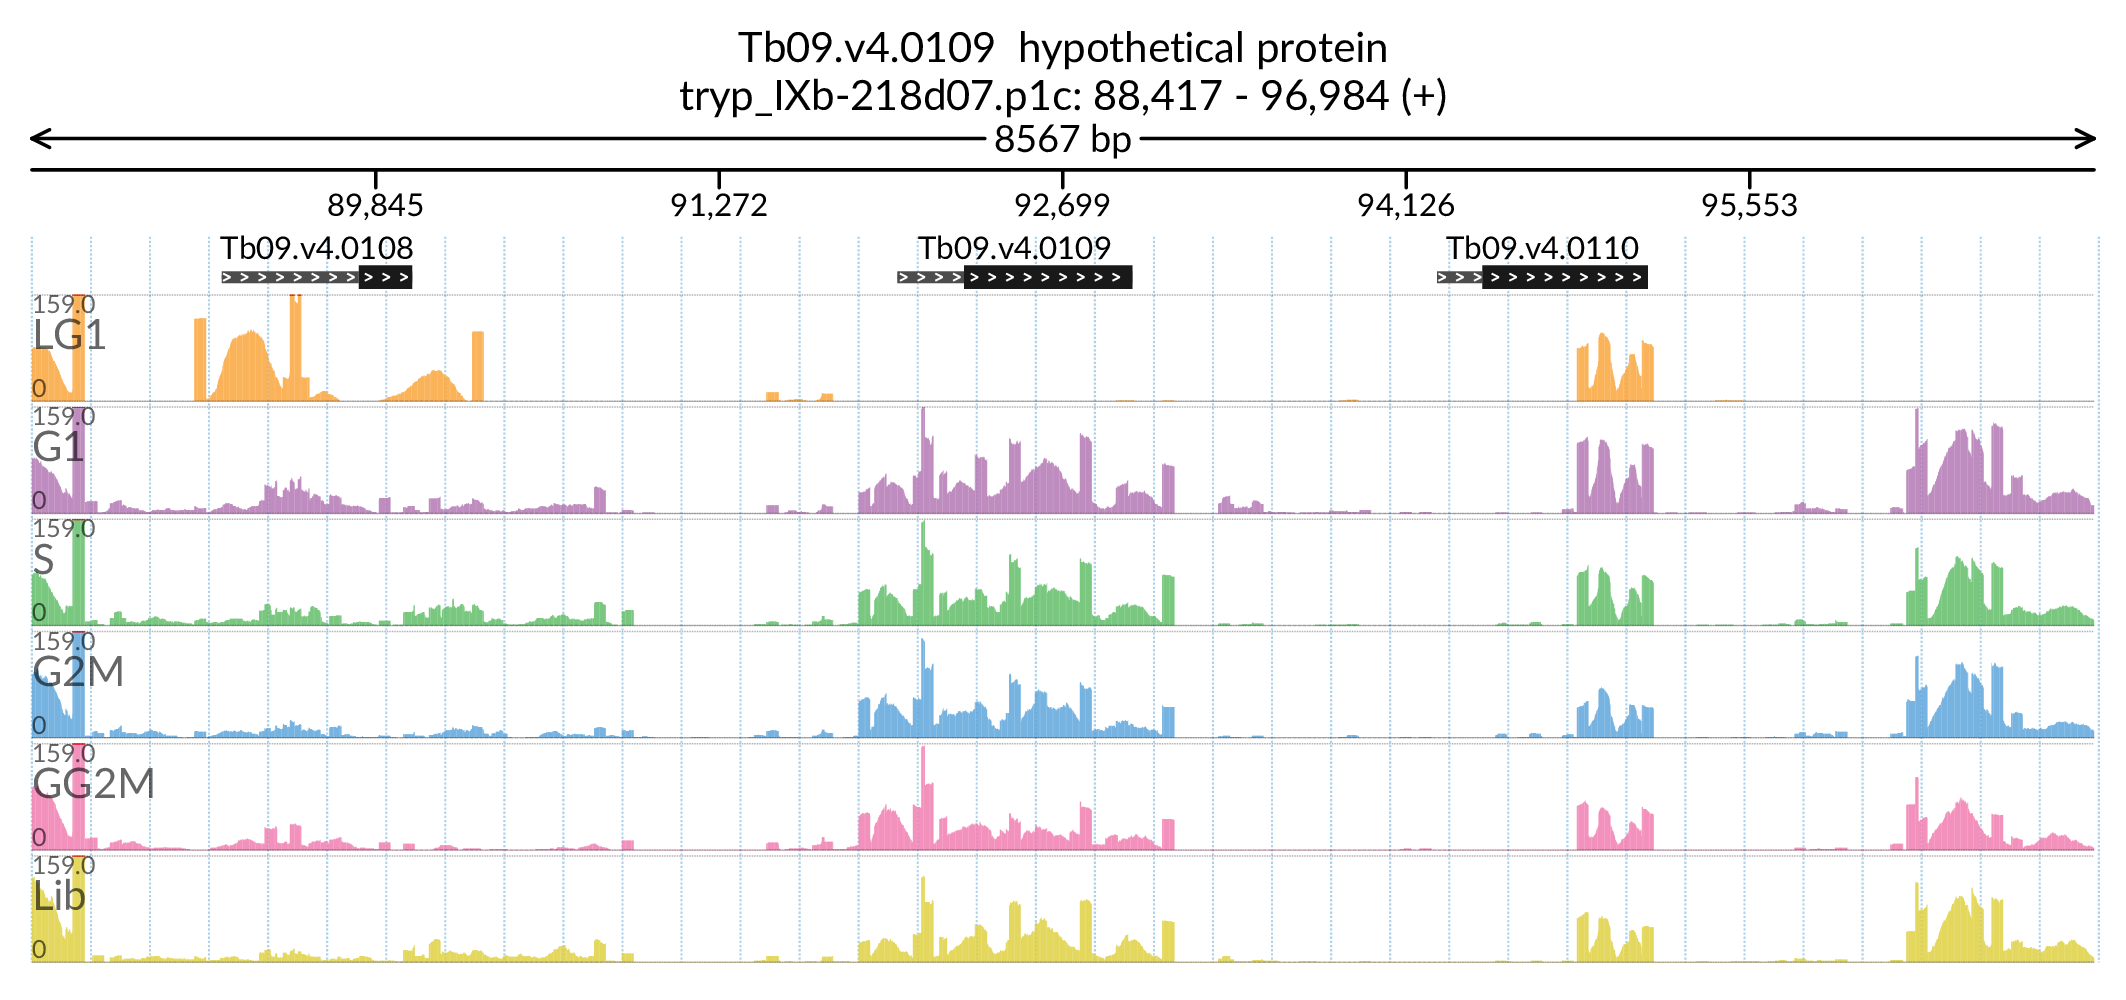 Tb09.v4.0109 hypothetical protein
tryp_IXb-218d07.p1c: 88,417 - 96,984 (+)
8567 bp
89,845 91,272 92,699 94,126 95,553
Tb09.v4.0108 Tb09.v4.0109 Tb09.v4.0110
159.0
LG1
0
159.0
G1
0
159.0
S
0
159.0
G2M
0
159.0
GG2M
0
159.0
Lib
0